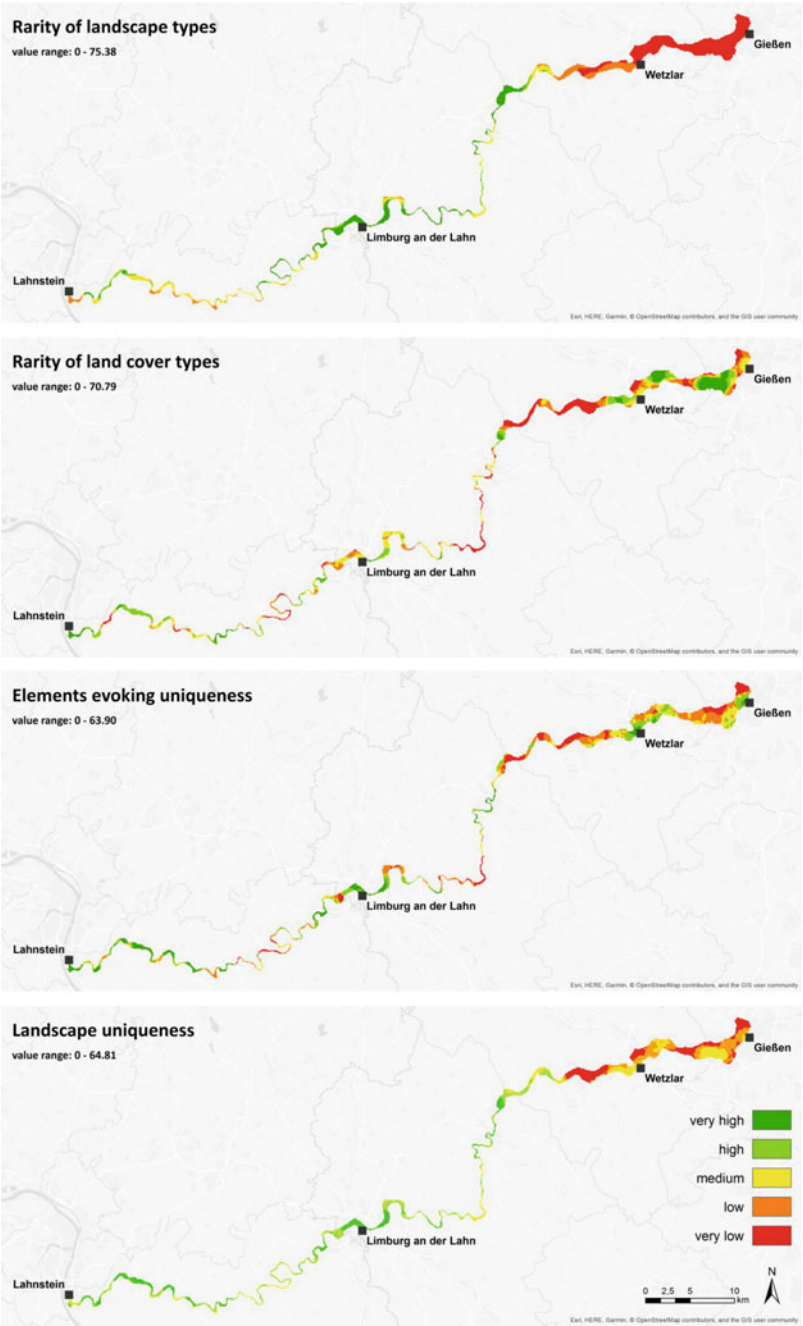 Rarity of landscape types
value range: 0 - 75.38
Gießen
Wetzlar
Limburg an der Lahn
Lahnstein
Esri, HERE, Garmin, © OpenStreetMap contributors, and the GIS user community
Rarity of land cover types
value range: 0 - 70.79
Gießen
Wetzlar
Limburg an der Lahn
Lahnstein
Esri, HERE, Garmin, © OpenStreetMap contributors, and the GIS user community
Elements evoking uniqueness
value range: 0 - 63.90
Gießen
Wetzlar
Limburg an der Lahn
Lahnstein
Esri, HERE, Garmin, © OpenStreetMap contributors, and the GIS user community
Landscape uniqueness
value range: 0 - 64.81
Gießen
Wetzlar
very high
high
medium
low
very low
Limburg an der Lahn
Lahnstein
N
0 2,5 5 10
km
Esri, HERE, Garmin, © OpenStreetMap contributors, and the GIS user community